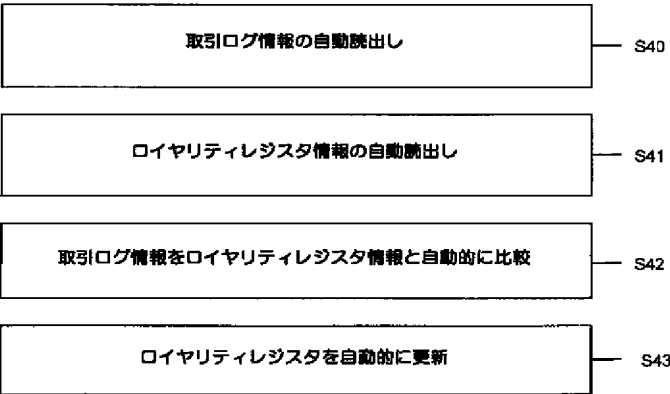 取引ログ情報の自動読出し
S40
ロイヤリティレジスタ情報の自動読出し
S41
取引ログ情報をロイヤリティレジスタ情報と自動的に比較
S42
ロイヤリティレジスタを自動的に更新
S43